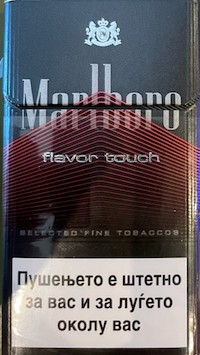 Marlboro
flavor touch
SELECTED FINE TOBACCOS
Пушењето е штетно
за вас и за луѓето
околу вас